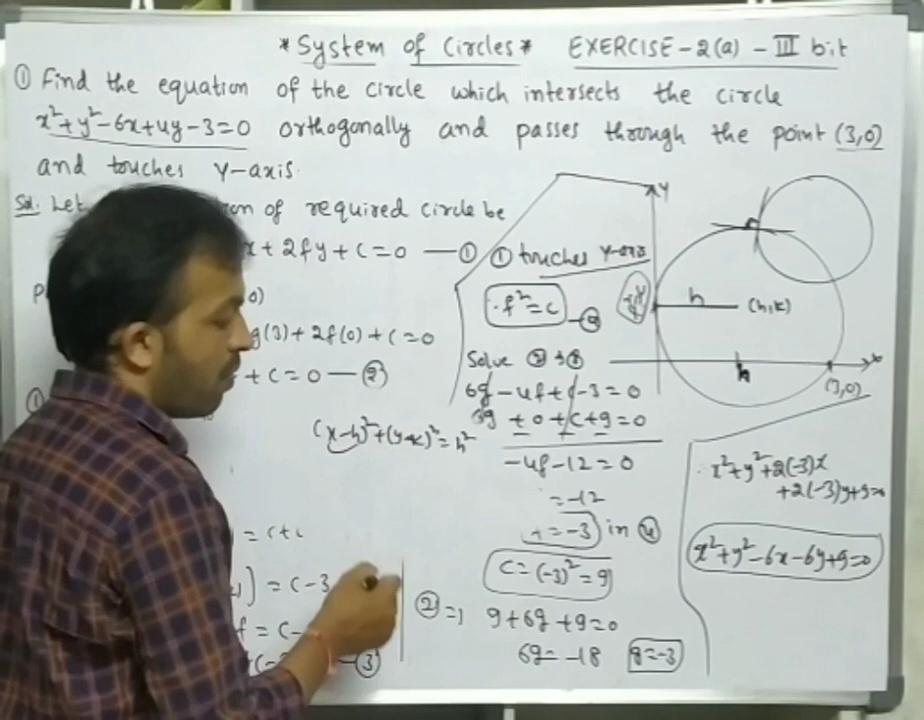 *System of Circles* EXERCISE-2(a) - III bit
① Find the equation of the circle which intersects the circle
x²+y²-6x+4y-3=0 orthogonally and passes through the point (3,0)
and touches Y-axis.
Sol. Let of required circle be
x+2fy+c=0 —①
P 0)
g(3)+2f(0)+c=0
+c=0 —②
(x-h)²+(y-k)²=h²
= c+c
) = c-3
f = c-
③
① touches Y-axis
f²=c —④
Solve
6g-4f+c-3=0
6g+0+c+9=0
-4f-12=0
=-12
=-3 in ④
c=(-3)²=9
②⇒ 9+6g+9=0
6g=-18 g=-3
Y
h (h,k)
h
x
(3,0)
x²+y²+2(-3)x
+2(-3)y+9=0
x²+y²-6x-6y+9=0